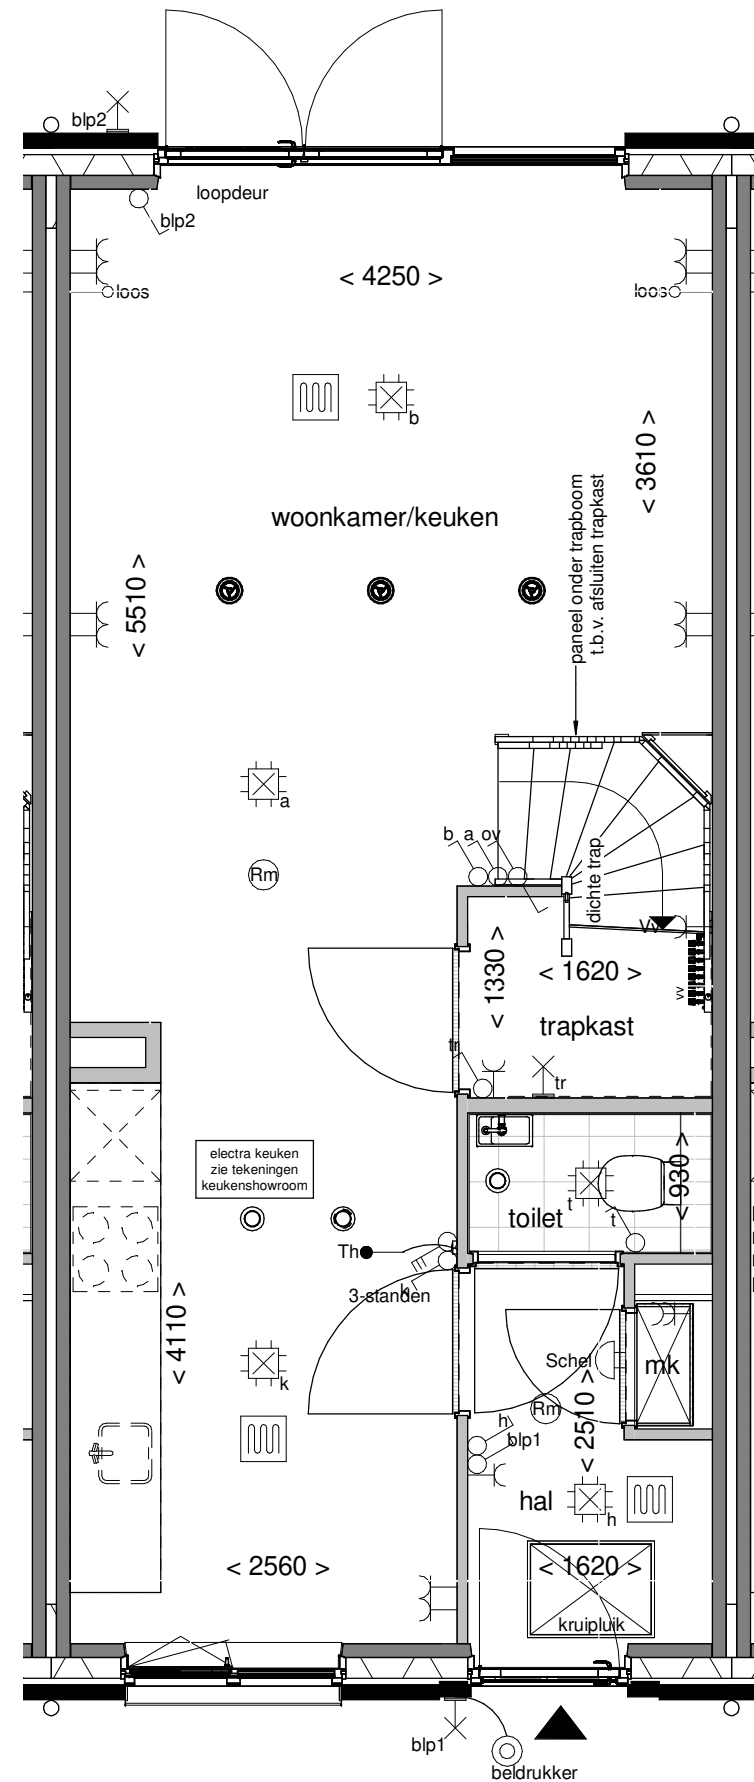 blp2
loopdeur
blp2
< 4250 >
loos
loos
b
< 3610 >
woonkamer/keuken
paneel onder trapboom
t.b.v. afsluiten trapkast
< 5510 >
a
b a ov
Rm
dichte trap
Vv
< 1330 >
< 1620 >
vv
trapkast
tr
tr
electra keuken
zie tekeningen
keukenshowroom
< 930 >
t
t
toilet
Th
k
3-standen
< 4110 >
Schel
mk
k
Rm
h
blp1
< 2510 >
hal
h
< 2560 >
< 1620 >
kruipluik
blp1
beldrukker